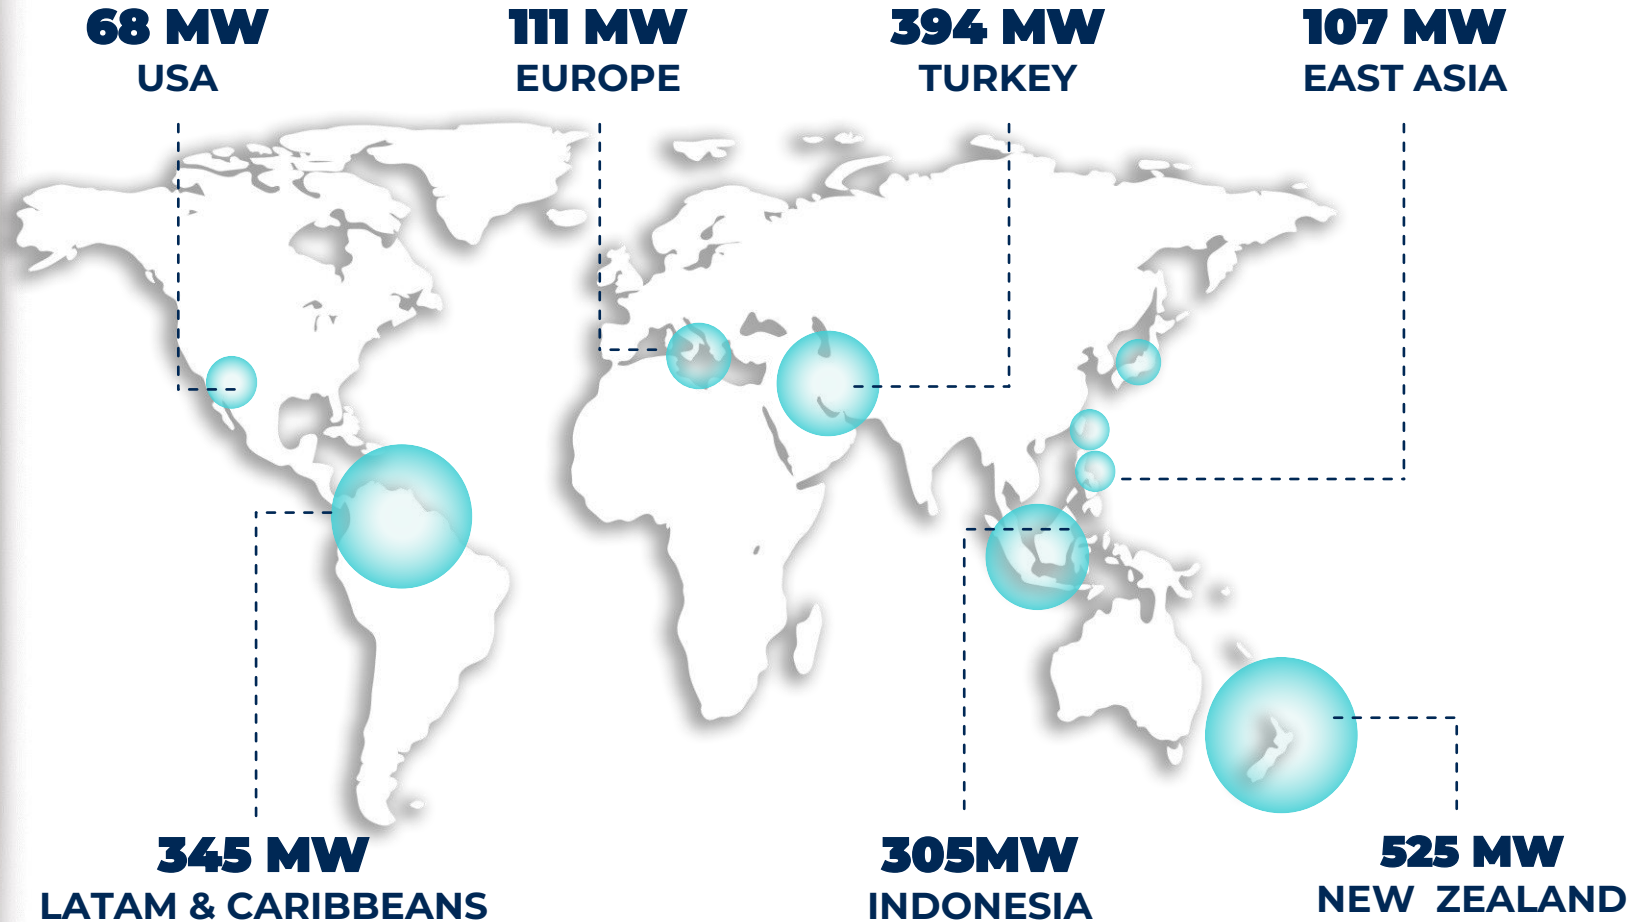 68 MW
USA
111 MW
EUROPE
394 MW
TURKEY
107 MW
EAST ASIA
345 MW
LATAM & CARIBBEANS
305MW
INDONESIA
525 MW
NEW ZEALAND